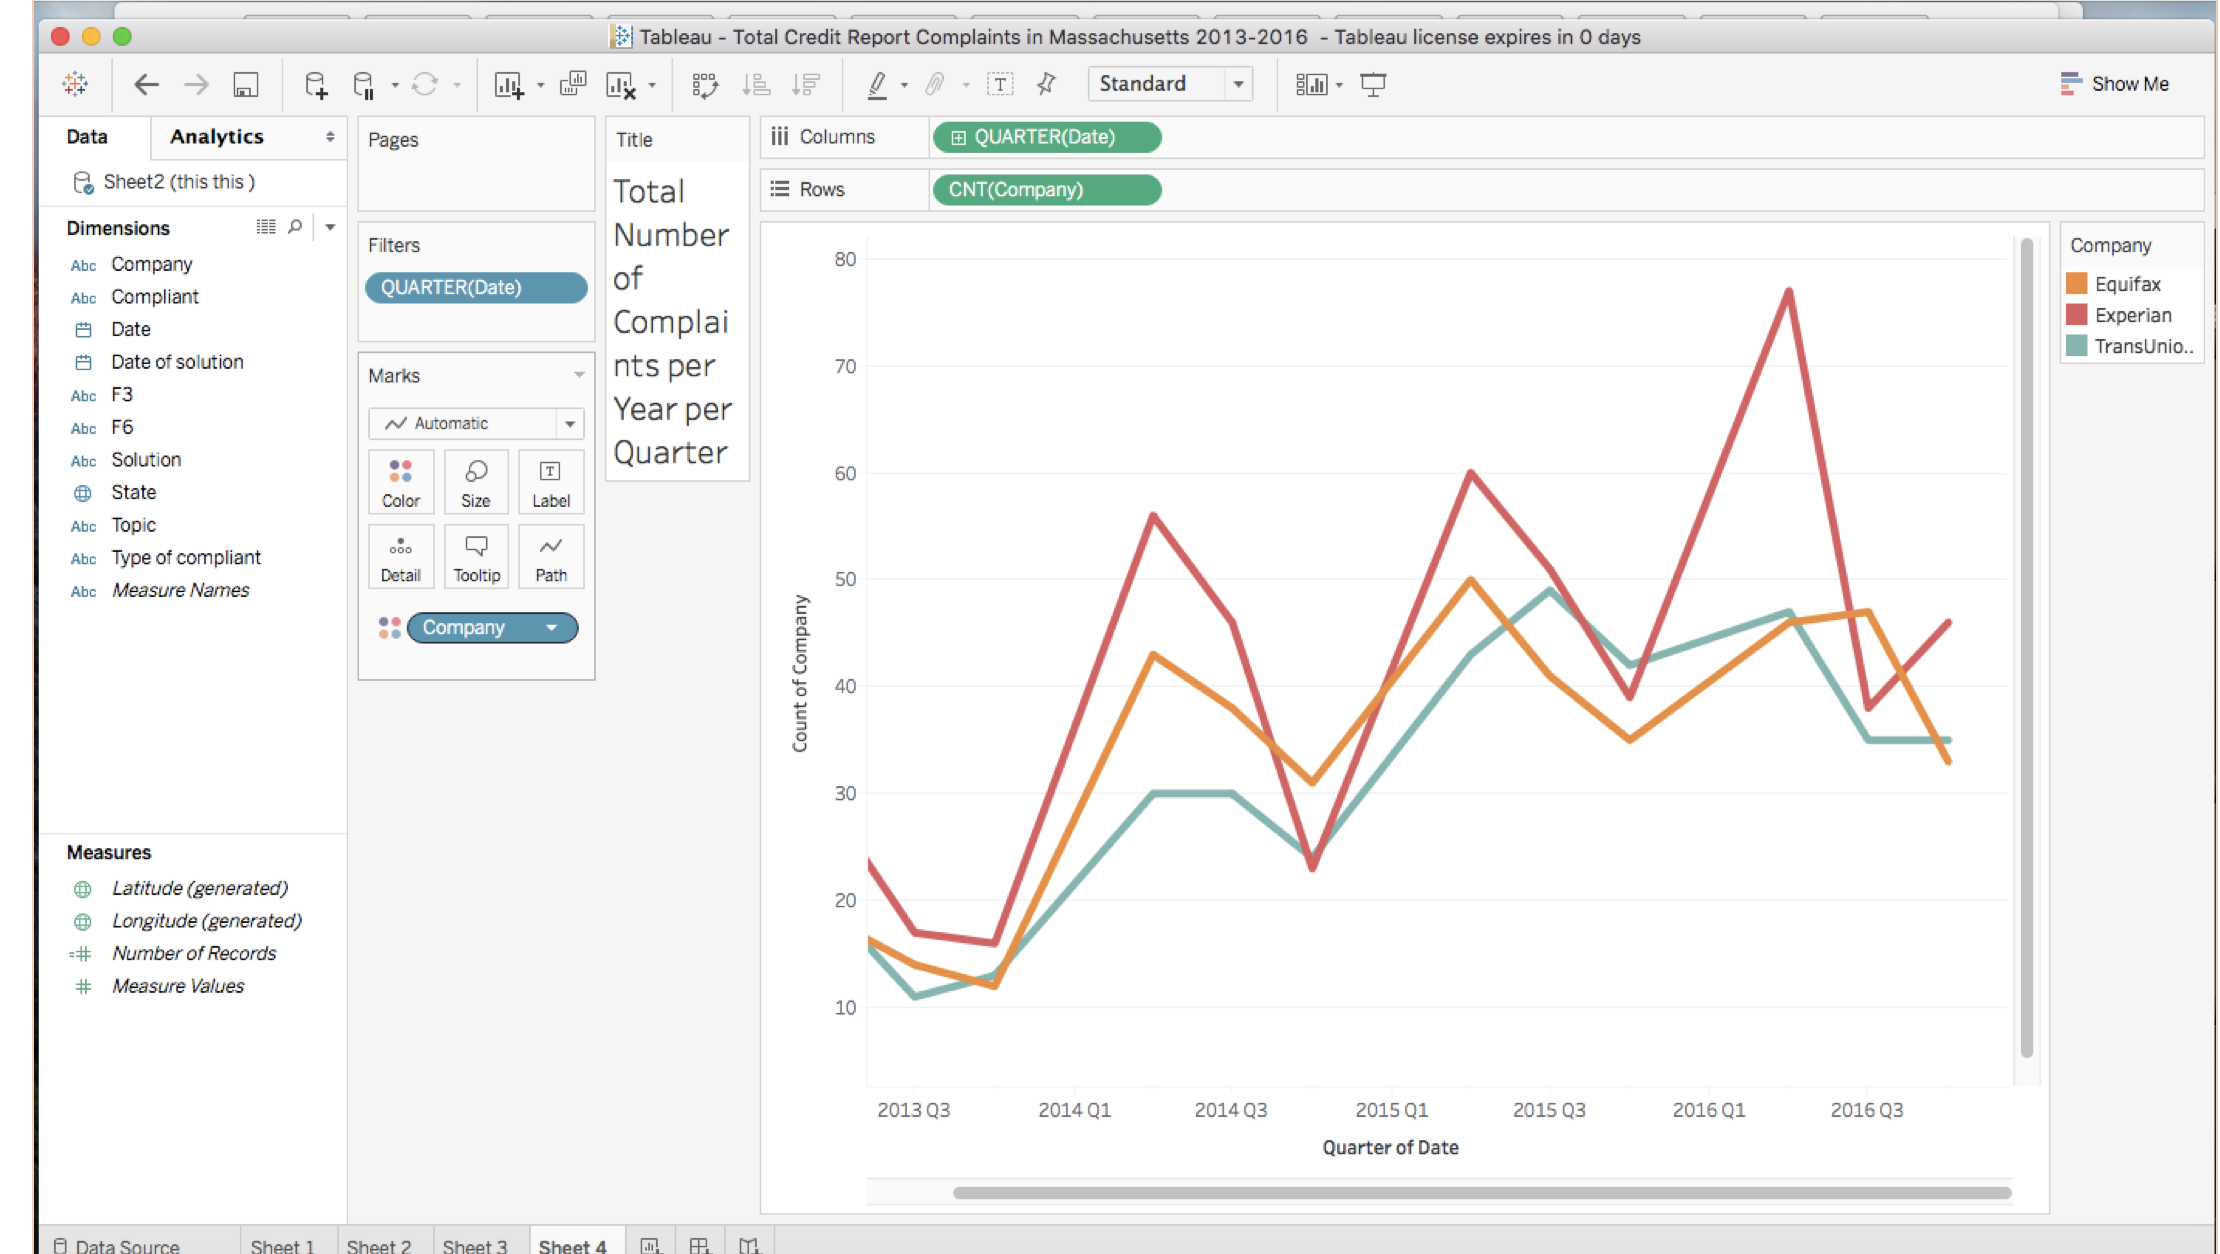 Tableau - Total Credit Report Complaints in Massachusetts 2013-2016 - Tableau license expires in 0 days
Standard
Show Me
Data
Analytics
Sheet2 (this this )
Dimensions
Abc Company
Abc Compliant
Date
Date of solution
Abc F3
Abc F6
Abc Solution
State
Abc Topic
Abc Type of compliant
Abc Measure Names
Measures
Latitude (generated)
Longitude (generated)
=# Number of Records
# Measure Values
Pages
Filters
QUARTER(Date)
Marks
Automatic
Color
Size
T
Label
Detail
Tooltip
Path
Company
Title
Total
Number
of
Complai
nts per
Year per
Quarter
Columns
QUARTER(Date)
Rows
CNT(Company)
80
70
60
50
40
30
20
10
Count of Company
2013 Q3
2014 Q1
2014 Q3
2015 Q1
2015 Q3
2016 Q1
2016 Q3
Quarter of Date
Company
Equifax
Experian
TransUnio..
Data Source
Sheet 1
Sheet 2
Sheet 3
Sheet 4